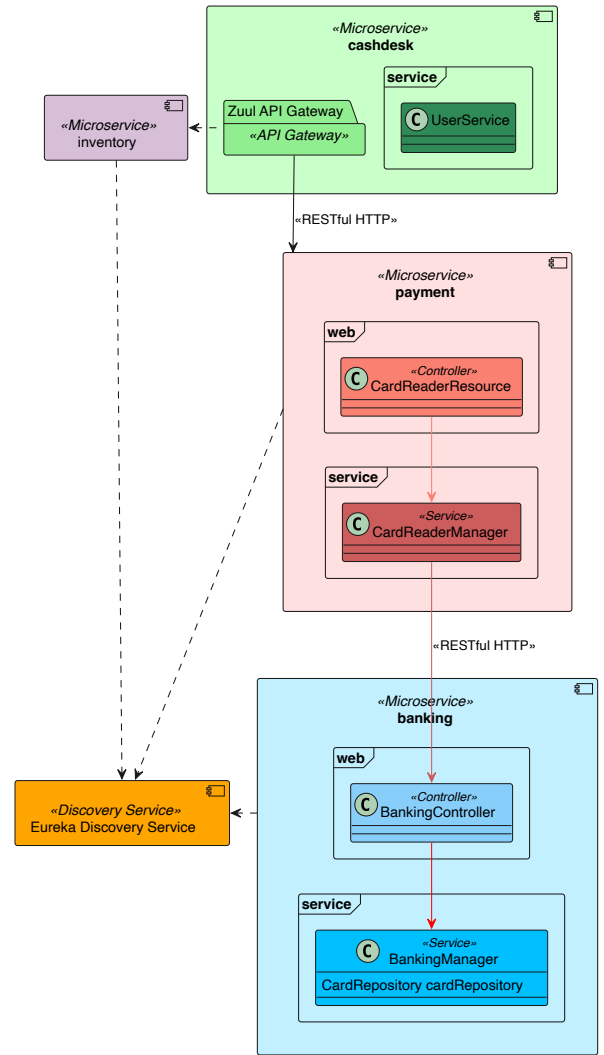 «Microservice»
cashdesk
service
C UserService
Zuul API Gateway
«API Gateway»
«Microservice»
inventory
«RESTful HTTP»
«Microservice»
payment
web
«Controller»
C CardReaderResource
service
«Service»
C CardReaderManager
«RESTful HTTP»
«Microservice»
banking
web
«Controller»
C BankingController
«Discovery Service»
Eureka Discovery Service
service
«Service»
C BankingManager
CardRepository cardRepository